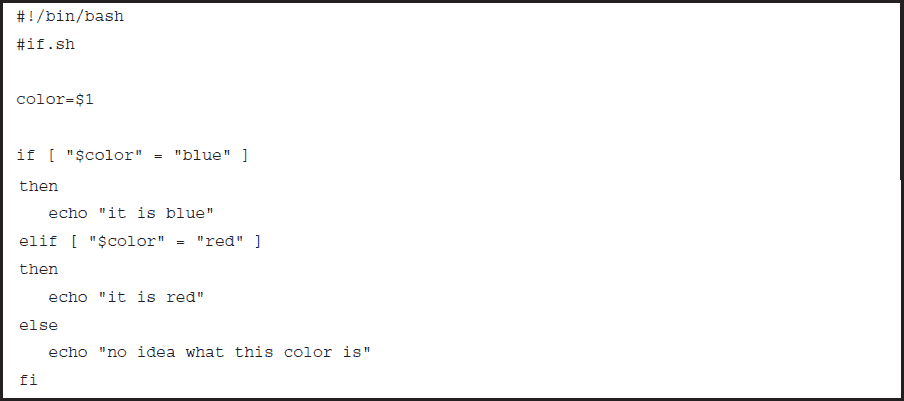 #!/bin/bash
#if.sh
color=$1
if [ "$color" = "blue" ]
then
echo "it is blue"
elif [ "$color" = "red" ]
then
echo "it is red"
else
echo "no idea what this color is"
fi